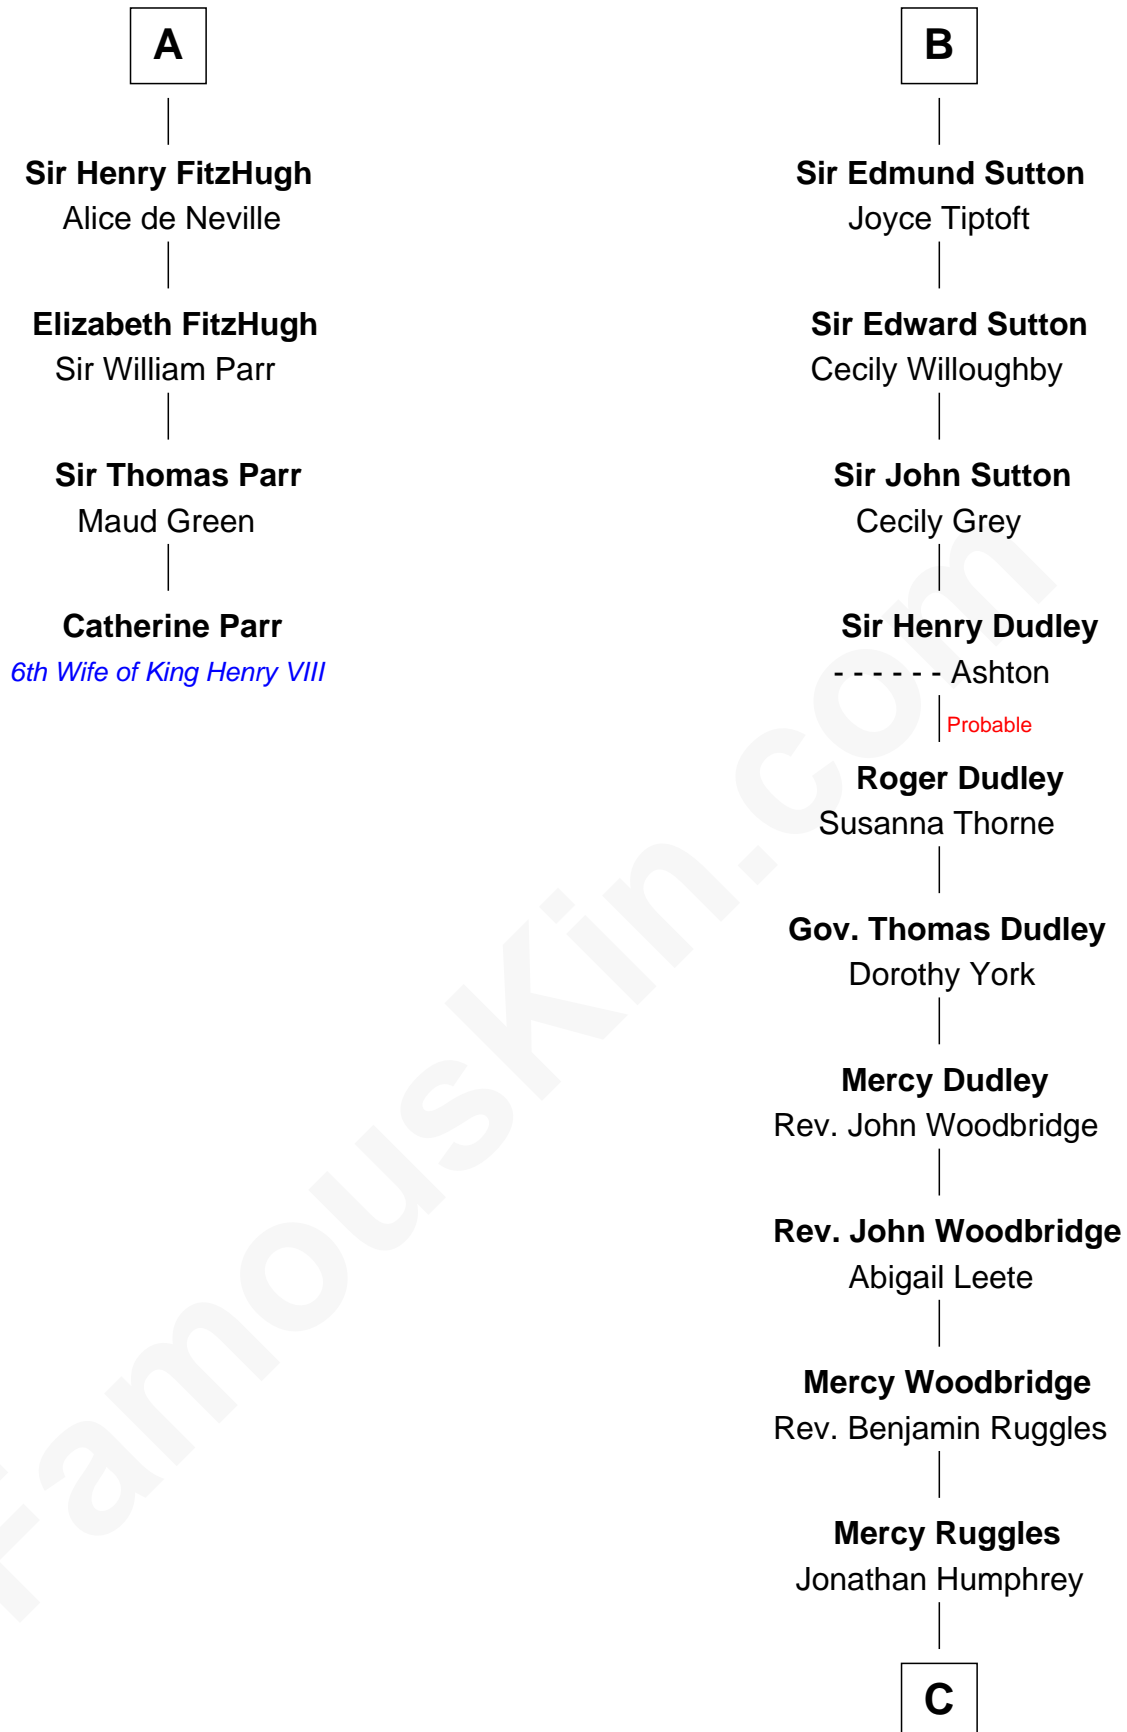 A
Sir Henry FitzHugh
Alice de Neville
Elizabeth FitzHugh
Sir William Parr
Sir Thomas Parr
Maud Green
Catherine Parr
6th Wife of King Henry VIII
B
Sir Edmund Sutton
Joyce Tiptoft
Sir Edward Sutton
Cecily Willoughby
Sir John Sutton
Cecily Grey
Sir Henry Dudley
- - - - - - Ashton
Probable
Roger Dudley
Susanna Thorne
Gov. Thomas Dudley
Dorothy York
Mercy Dudley
Rev. John Woodbridge
Rev. John Woodbridge
Abigail Leete
Mercy Woodbridge
Rev. Benjamin Ruggles
Mercy Ruggles
Jonathan Humphrey
C
FamousKin.com